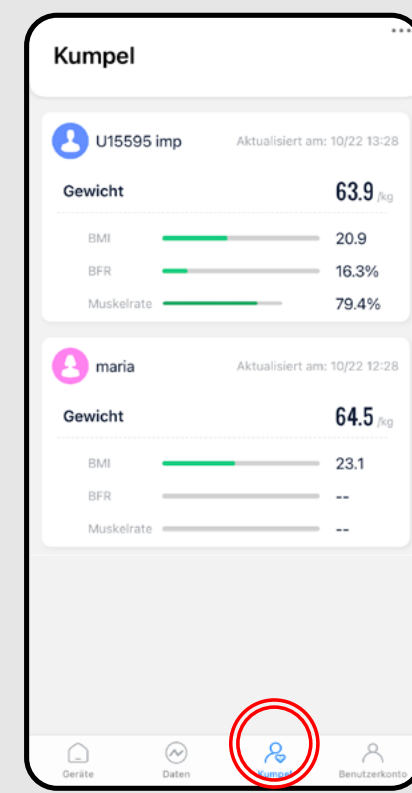 Kumpel
U15595 imp Aktualisiert am: 10/22 13:28
Gewicht 63.9 /kg
BMI 20.9
BFR 16.3%
Muskelrate 79.4%
maria Aktualisiert am: 10/22 12:28
Gewicht 64.5 /kg
BMI 23.1
BFR --
Muskelrate --
Geräte Daten Kumpel Benutzerkonto